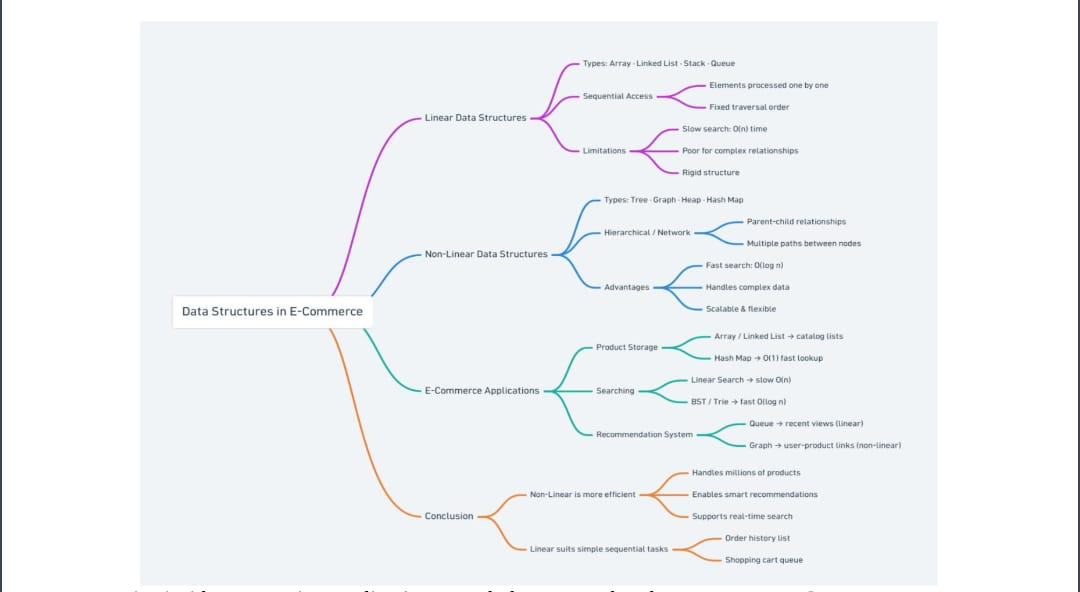 Data Structures in E-Commerce
Linear Data Structures
Types: Array · Linked List · Stack · Queue
Sequential Access
Elements processed one by one
Fixed traversal order
Limitations
Slow search: O(n) time
Poor for complex relationships
Rigid structure
Non-Linear Data Structures
Types: Tree · Graph · Heap · Hash Map
Hierarchical / Network
Parent-child relationships
Multiple paths between nodes
Advantages
Fast search: O(log n)
Handles complex data
Scalable & flexible
E-Commerce Applications
Product Storage
Array / Linked List → catalog lists
Hash Map → O(1) fast lookup
Searching
Linear Search → slow O(n)
BST / Trie → fast O(log n)
Recommendation System
Queue → recent views (linear)
Graph → user-product links (non-linear)
Conclusion
Non-Linear is more efficient
Handles millions of products
Enables smart recommendations
Supports real-time search
Linear suits simple sequential tasks
Order history list
Shopping cart queue